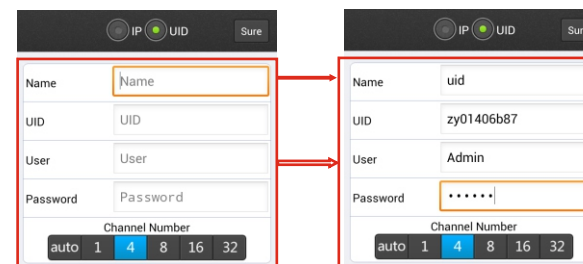 IP UID Sure
Name Name
UID UID
User User
Password Password
Channel Number
auto 1 4 8 16 32
IP UID Sur
Name uid
UID zy01406b87
User Admin
Password ••••••
Channel Number
auto 1 4 8 16 32